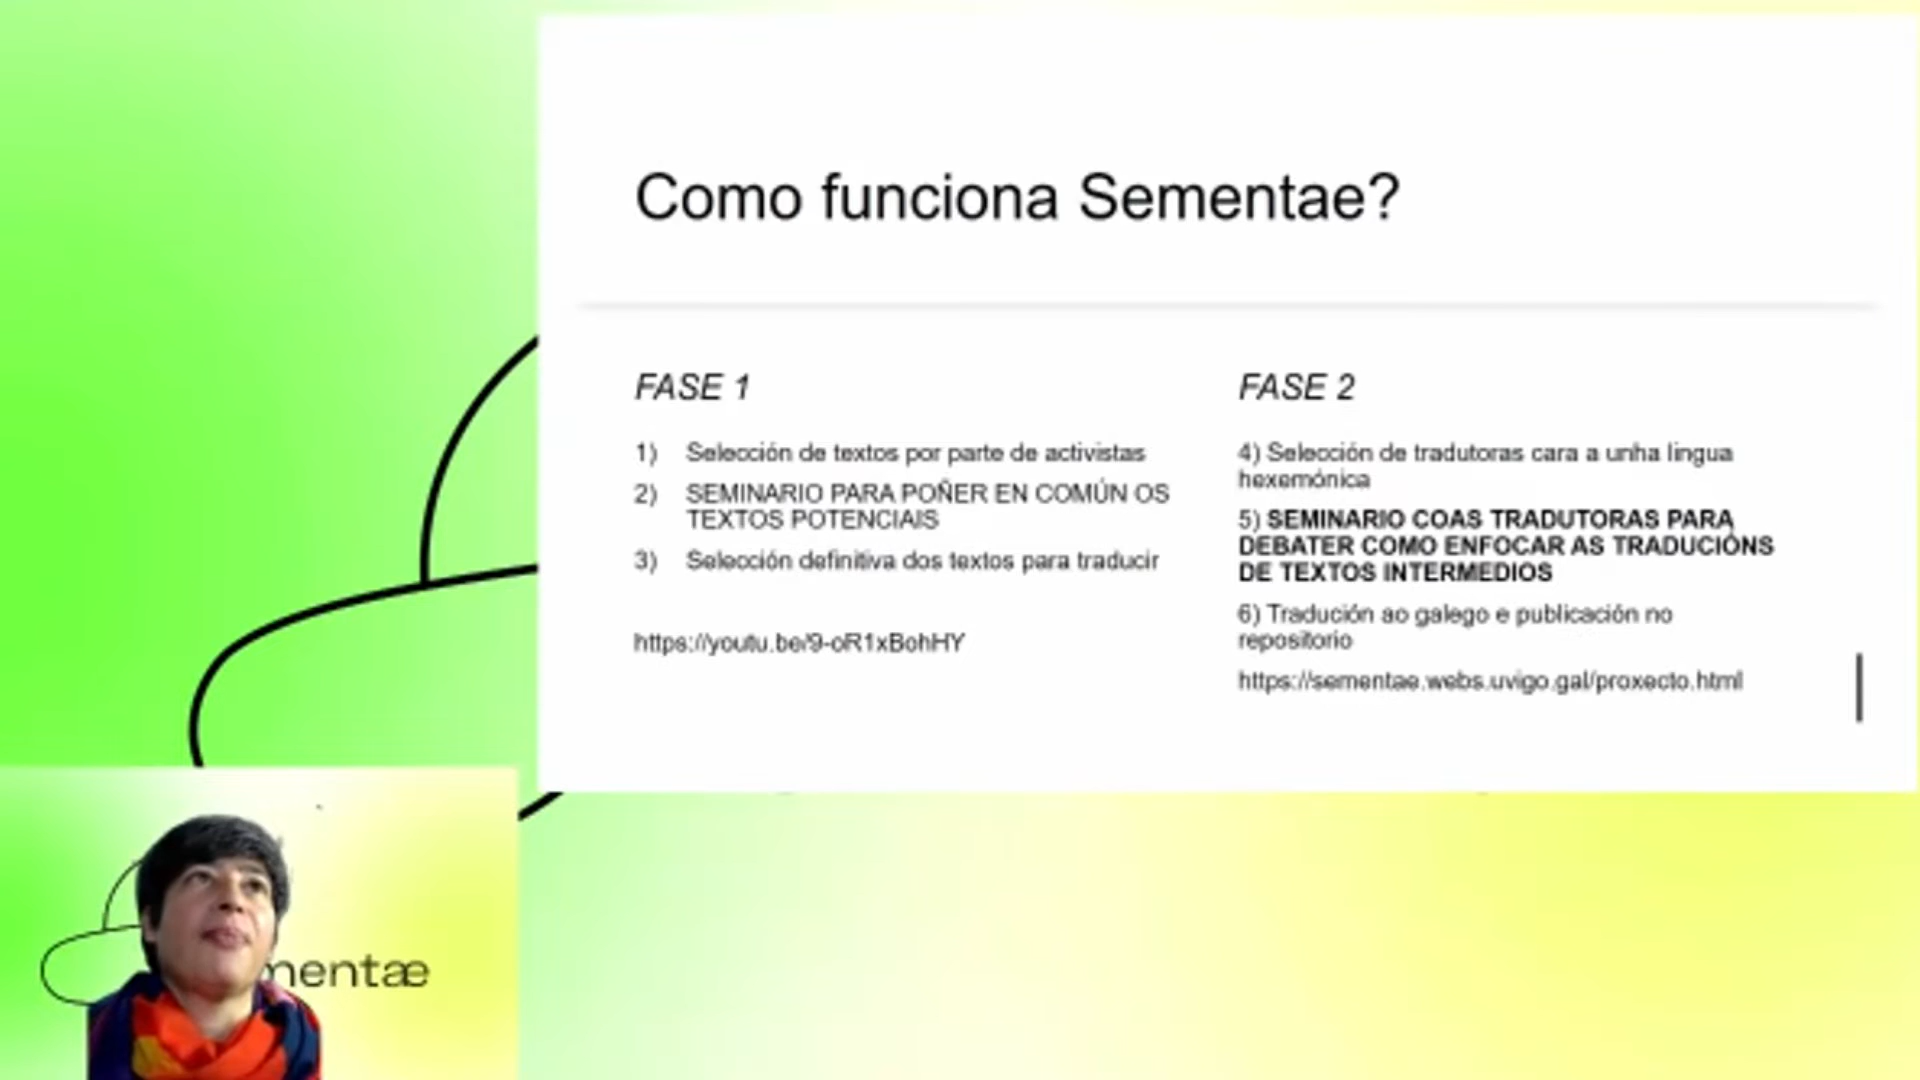 Como funciona Sementae?
FASE 1
1) Selección de textos por parte de activistas
2) SEMINARIO PARA POÑER EN COMÚN OS
TEXTOS POTENCIAIS
3) Selección definitiva dos textos para traducir
https://youtu.be/9-oR1xBohHY
FASE 2
4) Selección de tradutoras cara a unha lingua
hexemónica
5) SEMINARIO COAS TRADUTORAS PARA
DEBATER COMO ENFOCAR AS TRADUCIÓNS
DE TEXTOS INTERMEDIOS
6) Tradución ao galego e publicación no
repositorio
https://sementae.webs.uvigo.gal/proxecto.html
mentæ